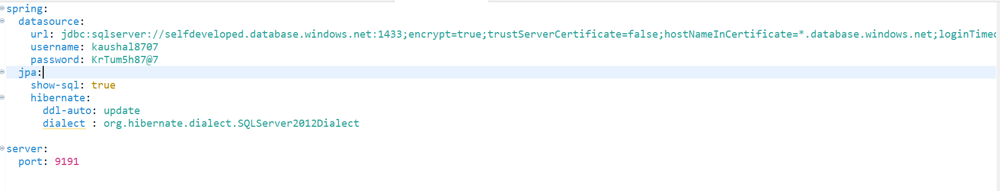 spring:
datasource:
url: jdbc:sqlserver://selfdeveloped.database.windows.net:1433;encrypt=true;trustServerCertificate=false;hostNameInCertificate=*.database.windows.net;
username: kaushal8707
password: KrTum5h87@7
jpa:
show-sql: true
hibernate:
ddl-auto: update
dialect : org.hibernate.dialect.SQLServer2012Dialect
server:
port: 9191